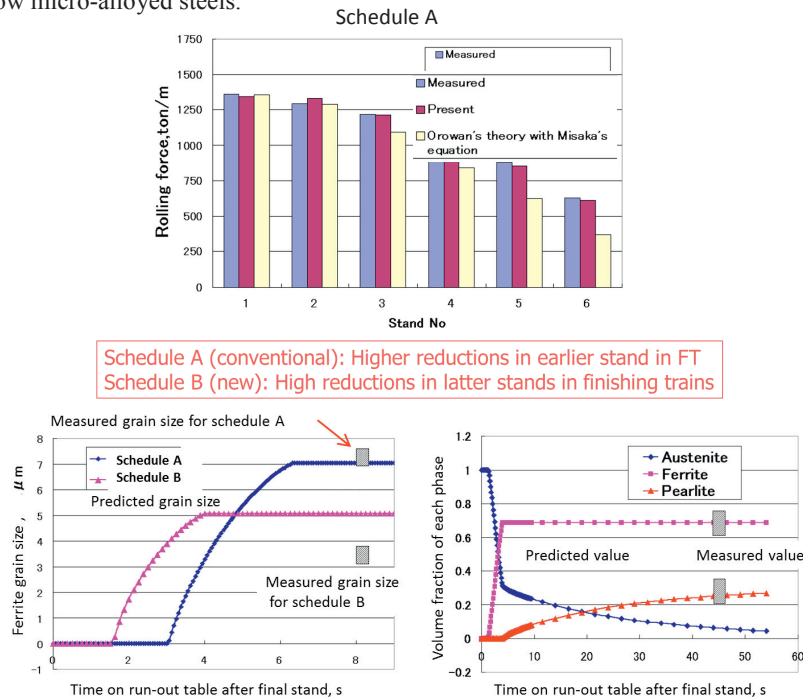 ow micro-alloyed steels.
Schedule A
1750
1500
1250
1000
750
500
250
0
Rolling force,ton/m
Measured
Measured
Present
Orowan's theory with Misaka's
equation
1 2 3 4 5 6
Stand No
Schedule A (conventional): Higher reductions in earlier stand in FT
Schedule B (new): High reductions in latter stands in finishing trains
Measured grain size for schedule A
8
7
6
5
4
3
2
1
0
-1
Ferrite grain size , μm
Schedule A
Schedule B
Predicted grain size
Measured grain size
for schedule B
0 2 4 6 8
Time on run-out table after final stand, s
1.2
1
0.8
0.6
0.4
0.2
0
-0.2
Volume fraction of each phase
Austenite
Ferrite
Pearlite
Predicted value Measured value
0 10 20 30 40 50 60
Time on run-out table after final stand, s